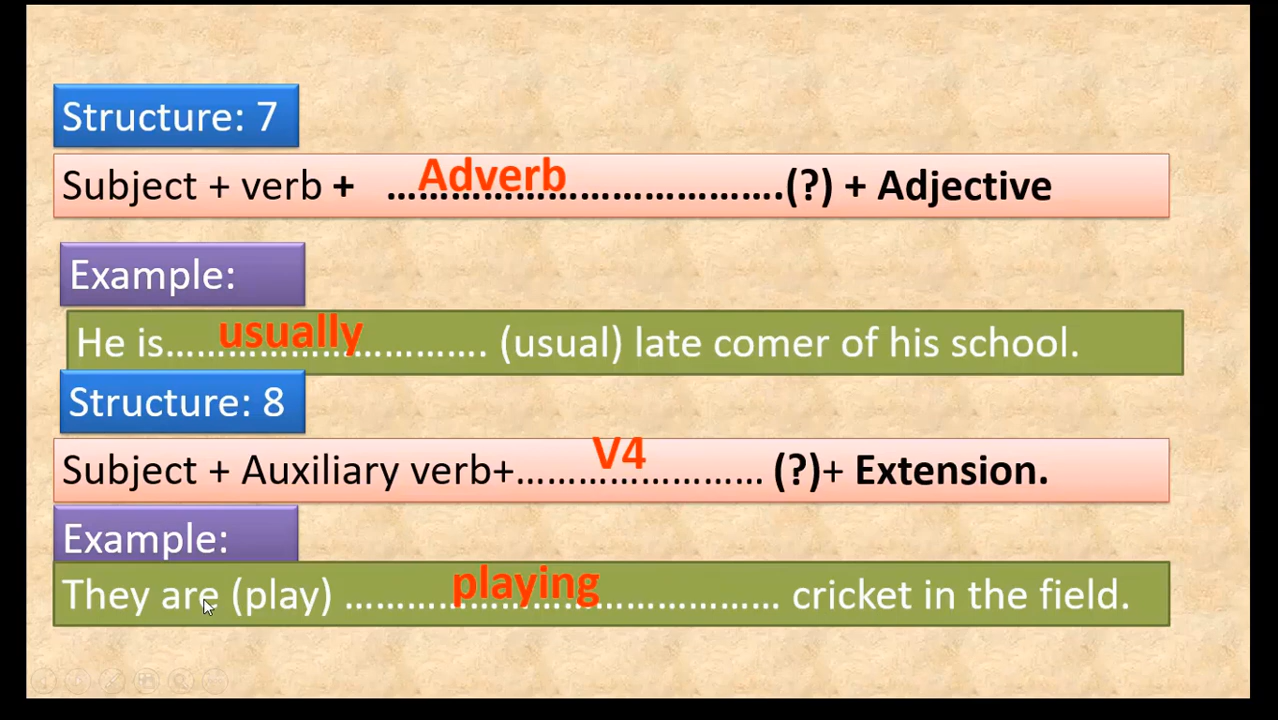 Structure: 7
Subject + verb + ...Adverb...(?) + Adjective
Example:
He is...usually... (usual) late comer of his school.
Structure: 8
Subject + Auxiliary verb+...V4... (?)+ Extension.
Example:
They are (play) ...playing... cricket in the field.